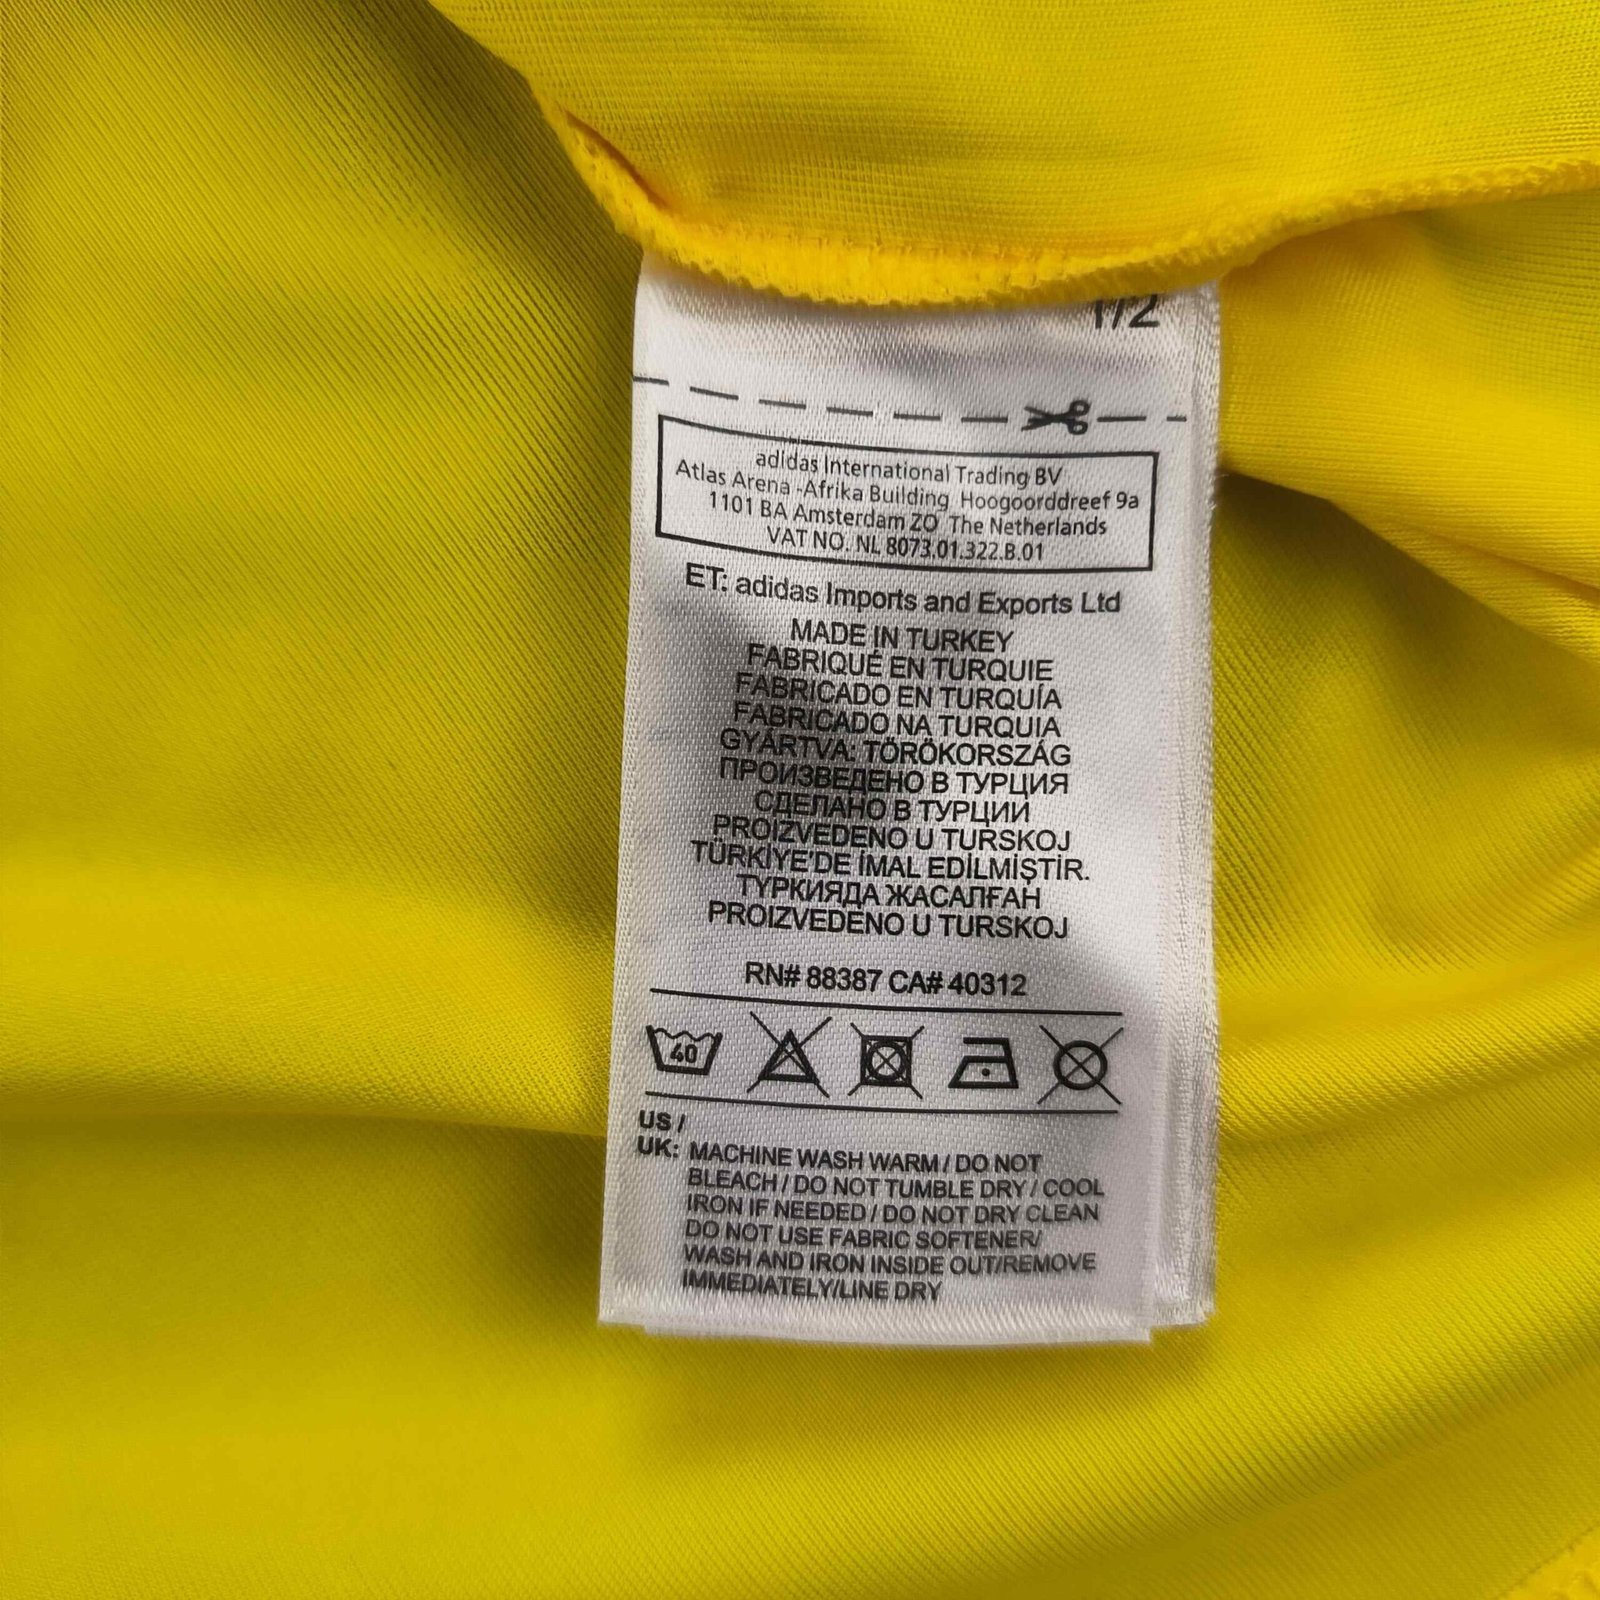 1/2
adidas International Trading BV
Atlas Arena -Afrika Building Hoogoorddreef 9a
1101 BA Amsterdam ZO The Netherlands
VAT NO. NL 8073.01.322.B.01
ET: adidas Imports and Exports Ltd
MADE IN TURKEY
FABRIQUÉ EN TURQUIE
FABRICADO EN TURQUÍA
FABRICADO NA TURQUIA
GYÁRTVA: TÖRÖKORSZÁG
ПРОИЗВЕДЕНО В ТУРЦИЯ
СДЕЛАНО В ТУРЦИИ
PROIZVEDENO U TURSKOJ
TÜRKİYE'DE İMAL EDİLMİŞTİR.
ТУРКИЯДА ЖАСАЛҒАН
PROIZVEDENO U TURSKOJ
RN# 88387 CA# 40312
40
US /
UK: MACHINE WASH WARM / DO NOT
BLEACH / DO NOT TUMBLE DRY / COOL
IRON IF NEEDED / DO NOT DRY CLEAN
DO NOT USE FABRIC SOFTENER/
WASH AND IRON INSIDE OUT/REMOVE
IMMEDIATELY/LINE DRY